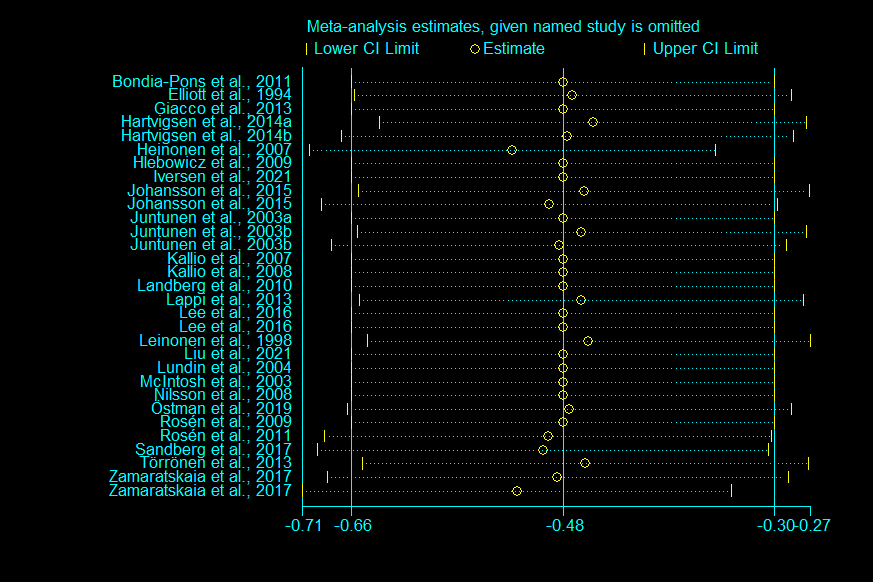 Meta-analysis estimates, given named study is omitted
Lower CI Limit Estimate Upper CI Limit
Bondia-Pons et al., 2011
Elliott et al., 1994
Giacco et al., 2013
Hartvigsen et al., 2014a
Hartvigsen et al., 2014b
Heinonen et al., 2007
Hlebowicz et al., 2009
Iversen et al., 2021
Johansson et al., 2015
Johansson et al., 2015
Juntunen et al., 2003a
Juntunen et al., 2003b
Juntunen et al., 2003b
Kallio et al., 2007
Kallio et al., 2008
Landberg et al., 2010
Lappi et al., 2013
Lee et al., 2016
Lee et al., 2016
Leinonen et al., 1998
Liu et al., 2021
Lundin et al., 2004
McIntosh et al., 2003
Nilsson et al., 2008
Östman et al., 2019
Rosén et al., 2009
Rosén et al., 2011
Sandberg et al., 2017
Törrönen et al., 2013
Zamaratskaia et al., 2017
Zamaratskaia et al., 2017
-0.71 -0.66 -0.48 -0.30 -0.27